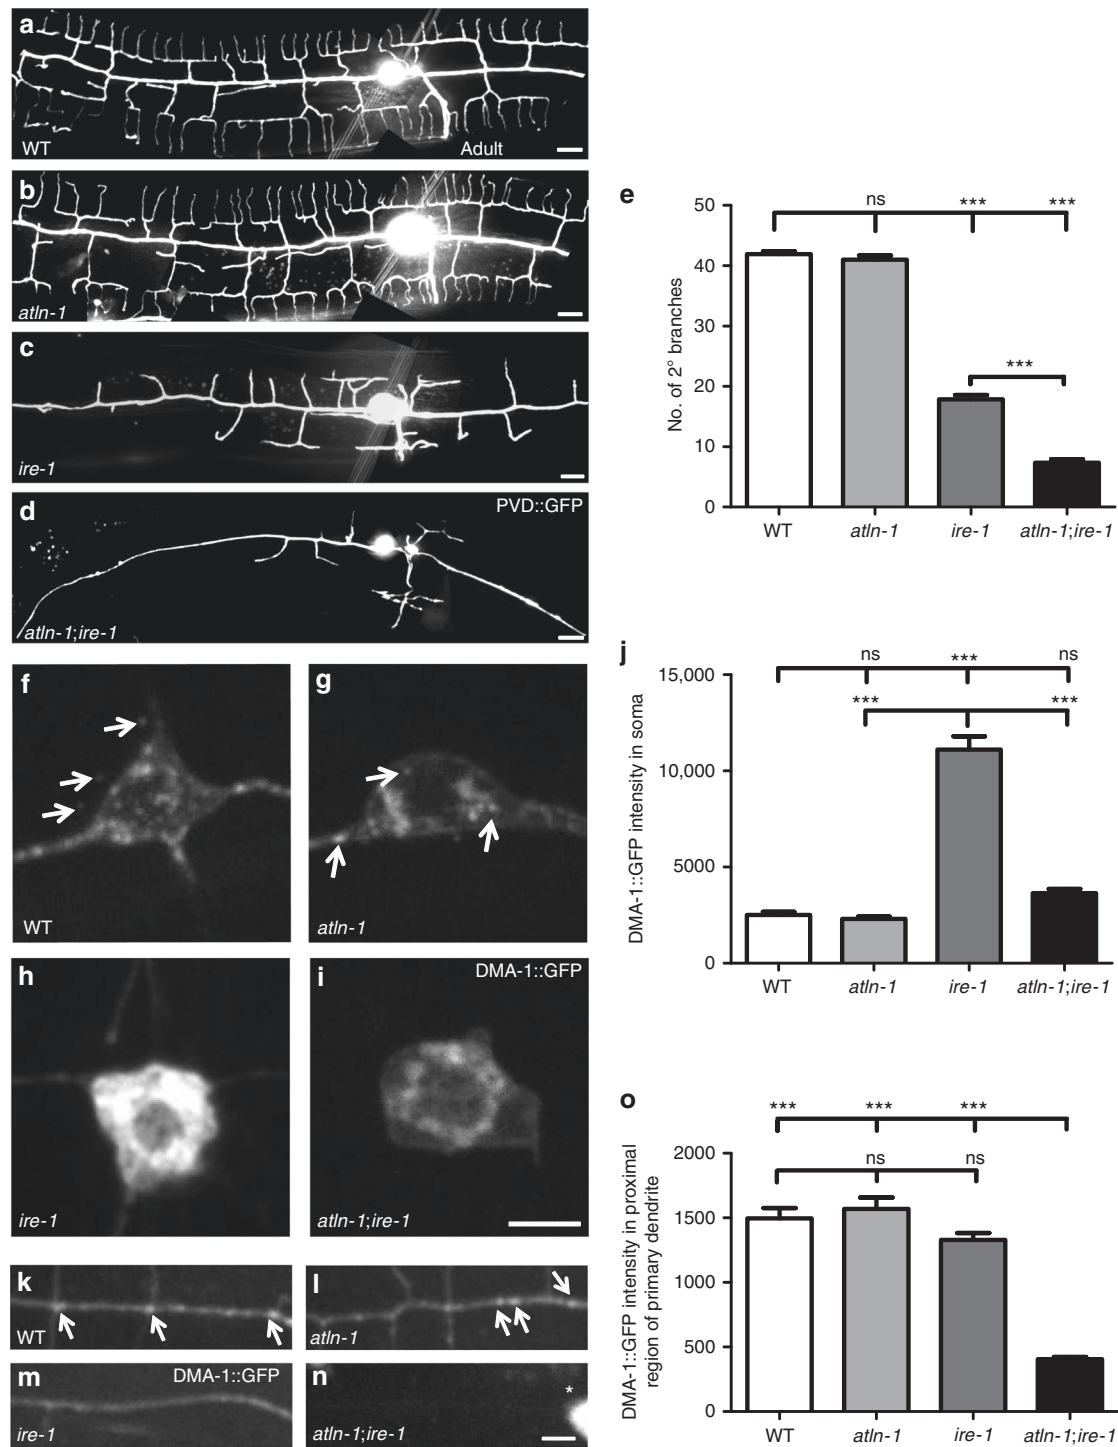 a
WT
Adult
b
atln-1
c
ire-1
d
PVD::GFP
atln-1;ire-1
e
No. of 2° branches
50
40
30
20
10
0
ns
***
***
***
WT
atln-1
ire-1
atln-1;ire-1
f
WT
g
atln-1
h
ire-1
i
DMA-1::GFP
atln-1;ire-1
j
DMA-1::GFP intensity in soma
15,000
10,000
5000
0
ns
***
ns
***
***
WT
atln-1
ire-1
atln-1;ire-1
k
WT
l
atln-1
m
DMA-1::GFP
ire-1
n
*
atln-1;ire-1
o
DMA-1::GFP intensity in proximal
region of primary dendrite
2000
1500
1000
500
0
***
***
***
ns
ns
WT
atln-1
ire-1
atln-1;ire-1